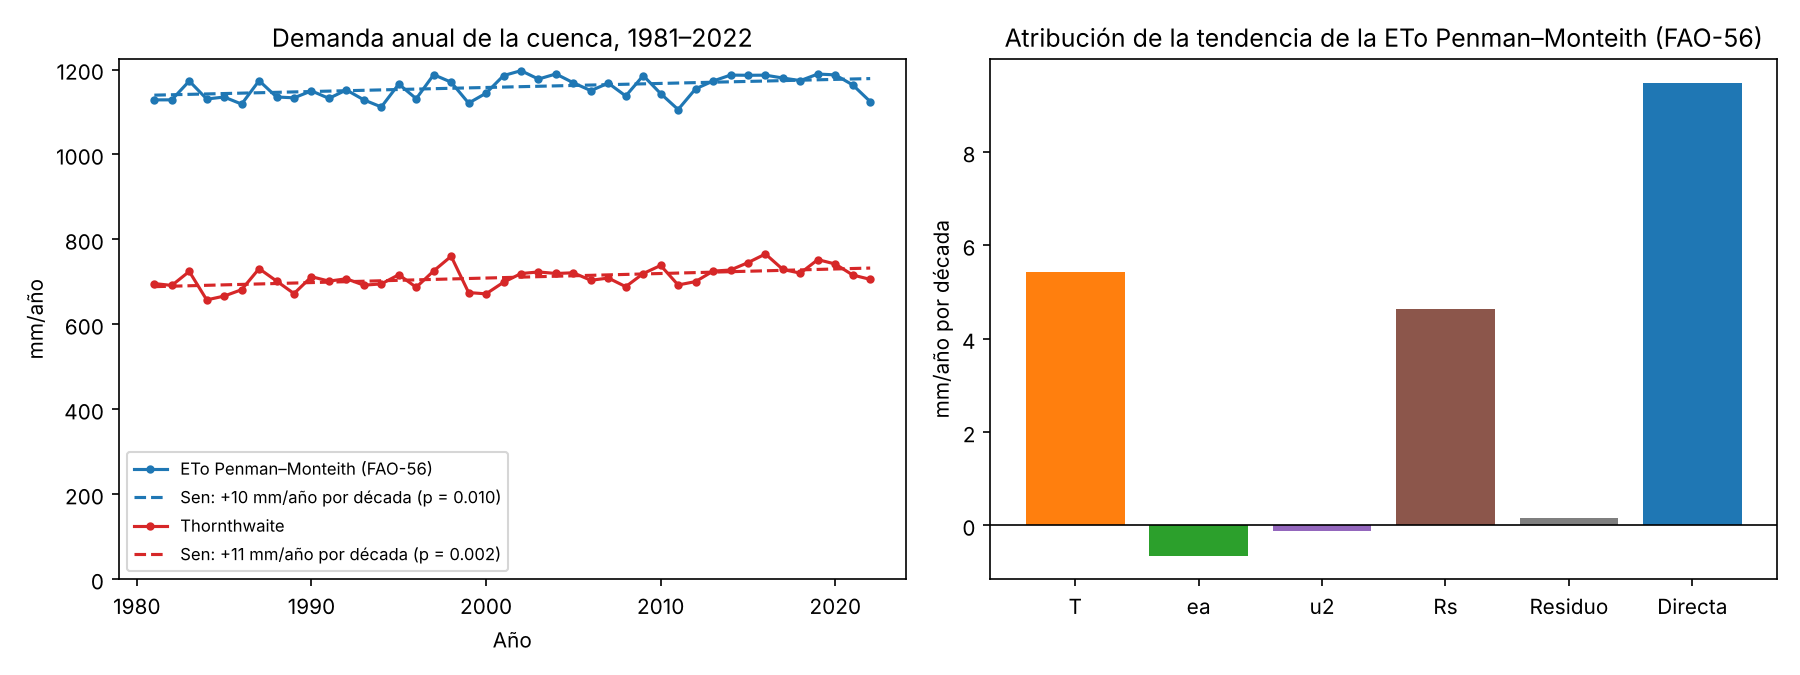 Demanda anual de la cuenca, 1981–2022
mm/año
1200
1000
800
600
400
200
0
ETo Penman–Monteith (FAO-56)
Sen: +10 mm/año por década (p = 0.010)
Thornthwaite
Sen: +11 mm/año por década (p = 0.002)
1980 1990 2000 2010 2020
Año
Atribución de la tendencia de la ETo Penman–Monteith (FAO-56)
mm/año por década
8
6
4
2
0
T ea u2 Rs Residuo Directa